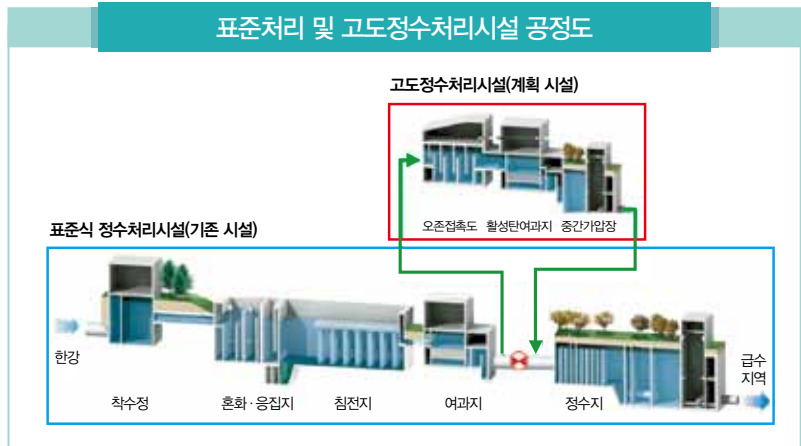 표준처리 및 고도정수처리시설 공정도
고도정수처리시설(계획 시설)
오존접촉도 활성탄여과지 중간가압장
표준식 정수처리시설(기존 시설)
한강
급수
지역
착수정 혼화·응집지 침전지 여과지 정수지